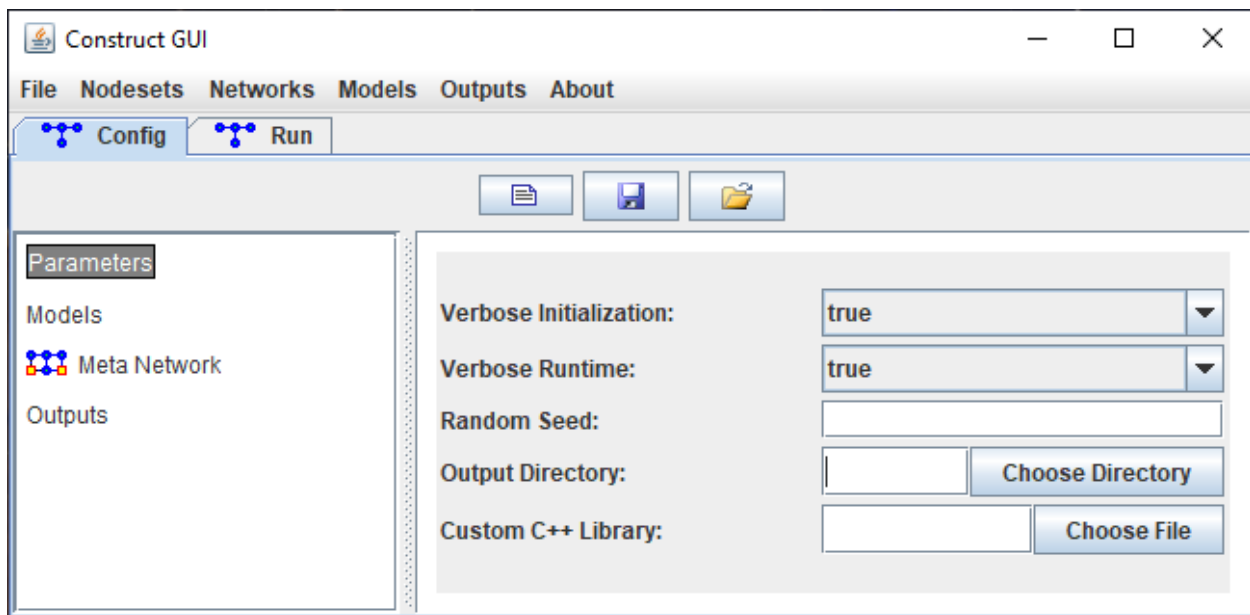 Construct GUI
File Nodesets Networks Models Outputs About
Config Run
Parameters
Models
Meta Network
Outputs
Verbose Initialization: true
Verbose Runtime: true
Random Seed:
Output Directory: Choose Directory
Custom C++ Library: Choose File